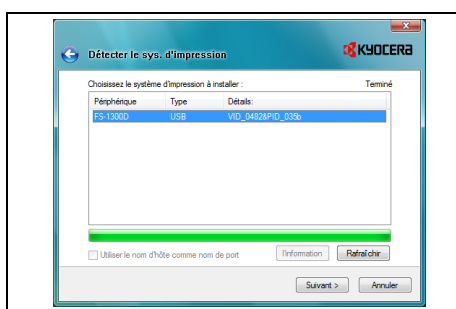 Détecter le sys. d'impression
KYOCERA
Choisissez le système d'impression à installer : Terminé
Périphérique Type Détails:
FS-1300D USB VID_0482&PID_035b
Utiliser le nom d'hôte comme nom de port l'Information Rafraîchir
Suivant > Annuler